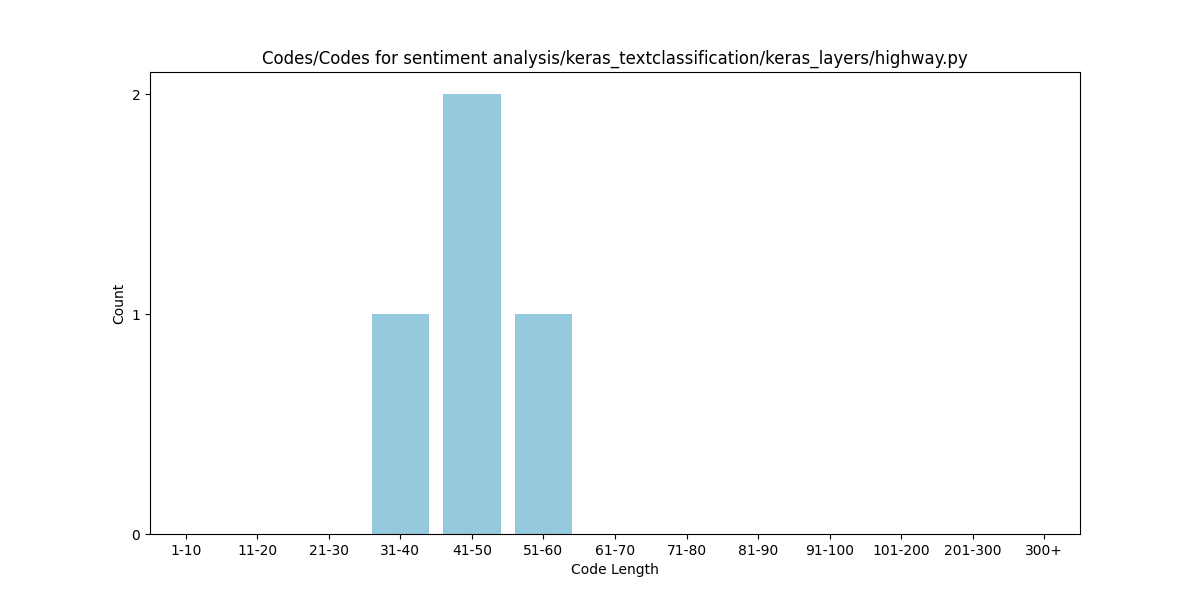 Codes/Codes for sentiment analysis/keras_textclassification/keras_layers/highway.py
2
1
0
Count
1-10 11-20 21-30 31-40 41-50 51-60 61-70 71-80 81-90 91-100 101-200 201-300 300+
Code Length